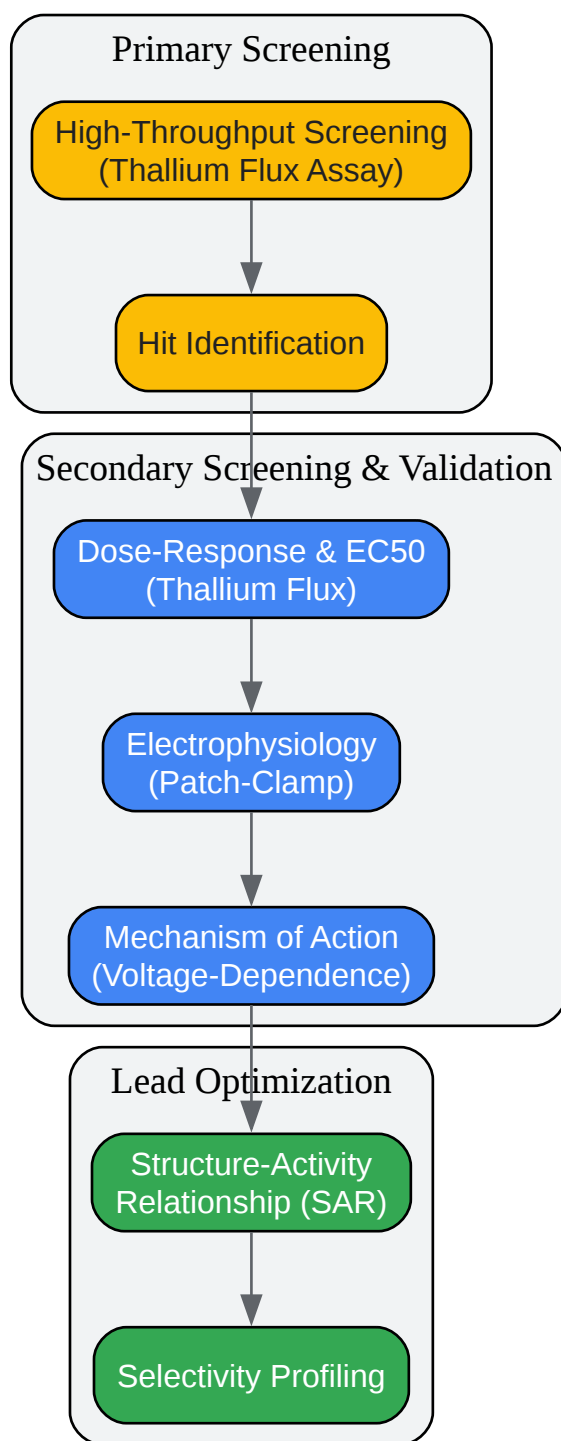 Primary Screening
High-Throughput Screening
(Thallium Flux Assay)
Hit Identification
Secondary Screening & Validation
Dose-Response & EC50
(Thallium Flux)
Electrophysiology
(Patch-Clamp)
Mechanism of Action
(Voltage-Dependence)
Lead Optimization
Structure-Activity
Relationship (SAR)
Selectivity Profiling